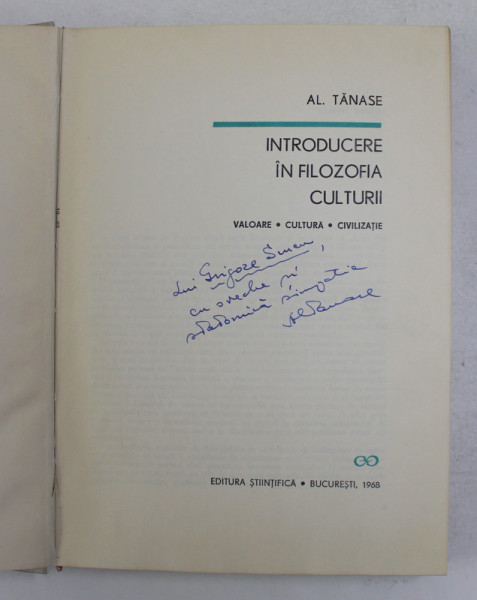 AL. TĂNASE
INTRODUCERE
ÎN FILOZOFIA
CULTURII
VALOARE • CULTURĂ • CIVILIZAȚIE
Lui Grigore Smeu,
cu veche și
statornică simpatie
Al Tanase
EDITURA ȘTIINȚIFICĂ • BUCUREȘTI, 1968